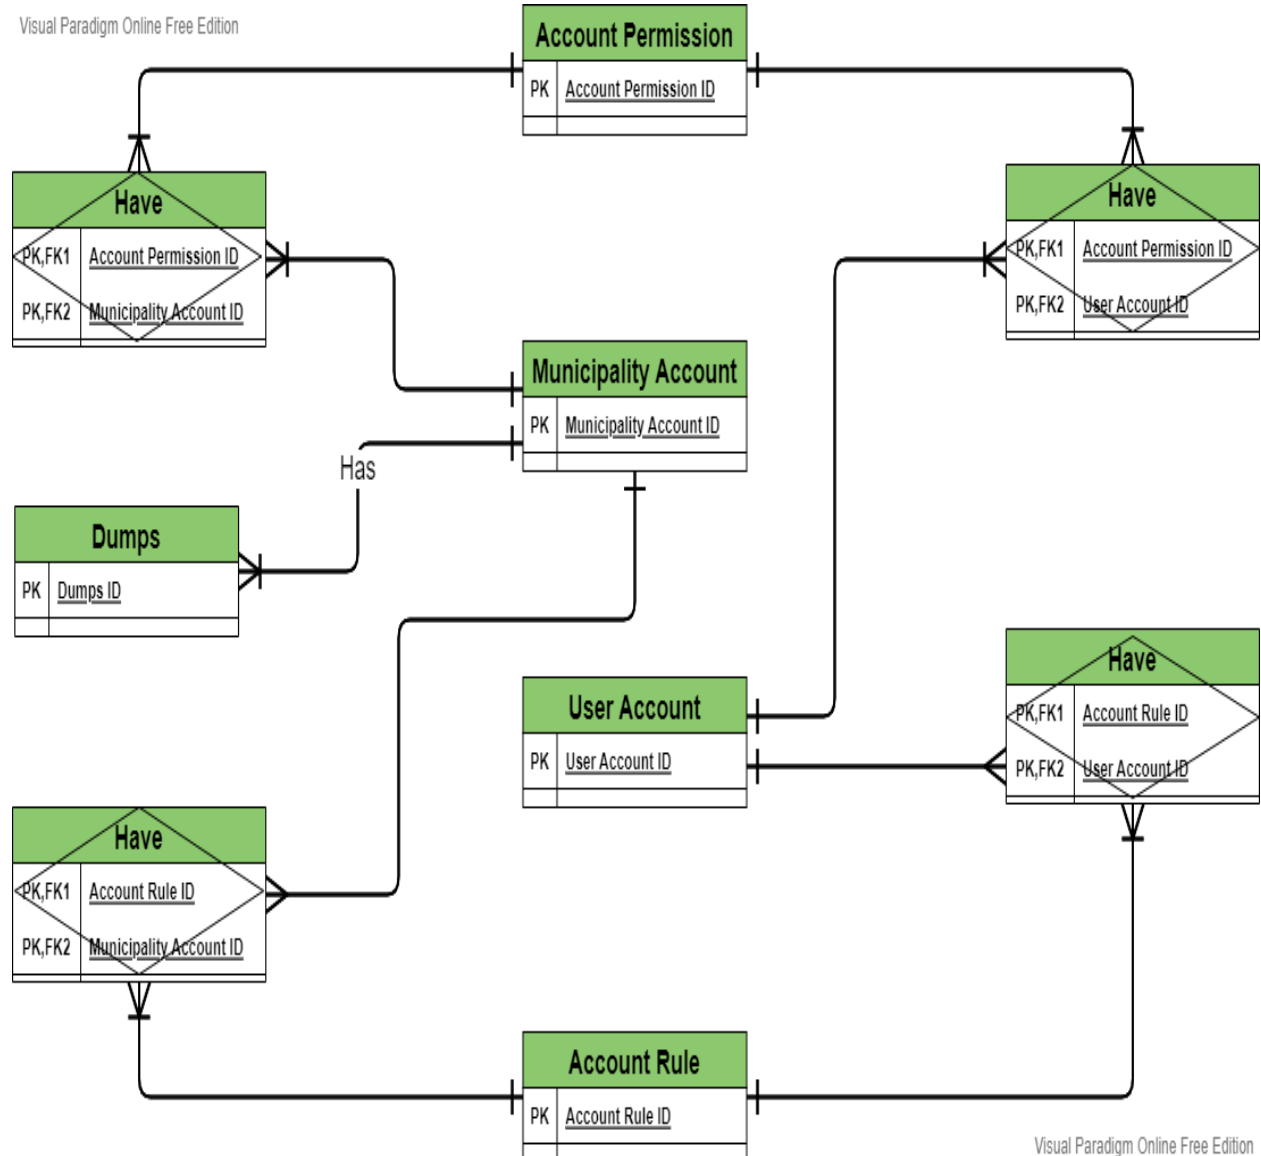 Visual Paradigm Online Free Edition
Account Permission
PK Account Permission ID
Have
PK,FK1 Account Permission ID
PK,FK2 Municipality Account ID
Have
PK,FK1 Account Permission ID
PK,FK2 User Account ID
Municipality Account
PK Municipality Account ID
Has
Dumps
PK Dumps ID
User Account
PK User Account ID
Have
PK,FK1 Account Rule ID
PK,FK2 User Account ID
Have
PK,FK1 Account Rule ID
PK,FK2 Municipality Account ID
Account Rule
PK Account Rule ID
Visual Paradigm Online Free Edition